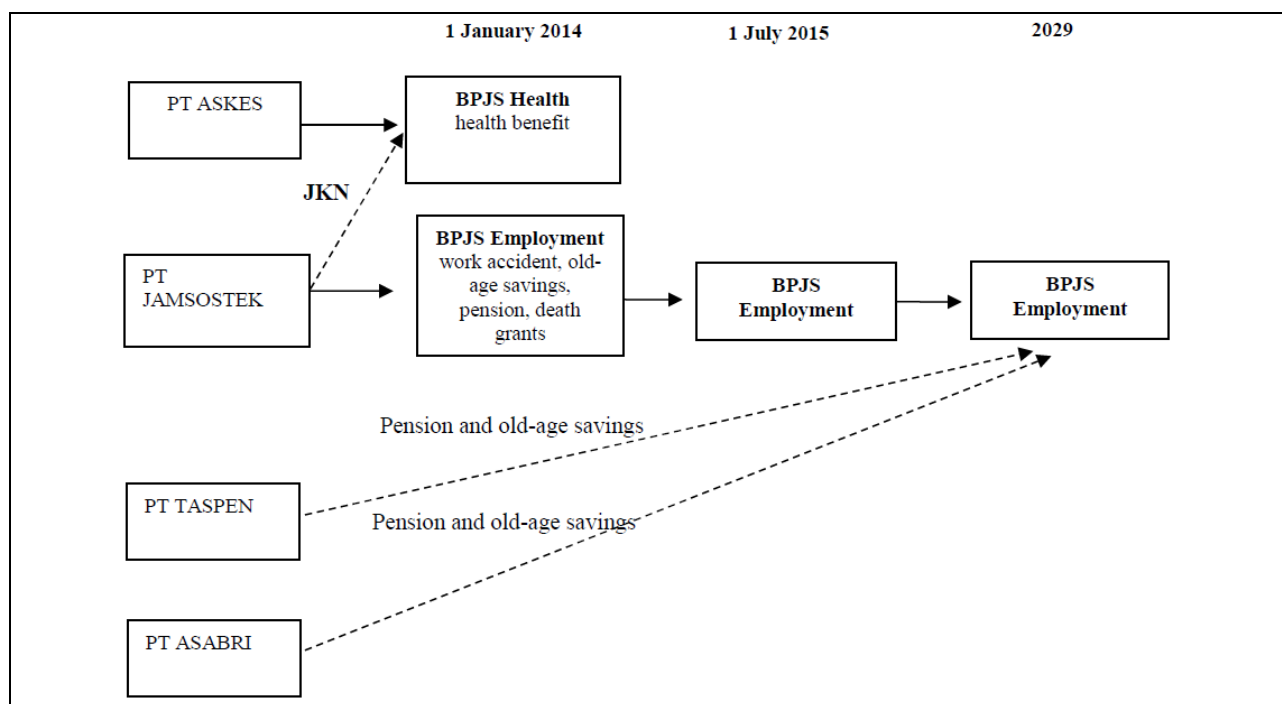 1 January 2014
1 July 2015
2029
PT ASKES
BPJS Health
health benefit
JKN
PT
JAMSOSTEK
BPJS Employment
work accident, old-
age savings,
pension, death
grants
BPJS
Employment
BPJS
Employment
Pension and old-age savings
PT TASPEN
Pension and old-age savings
PT ASABRI